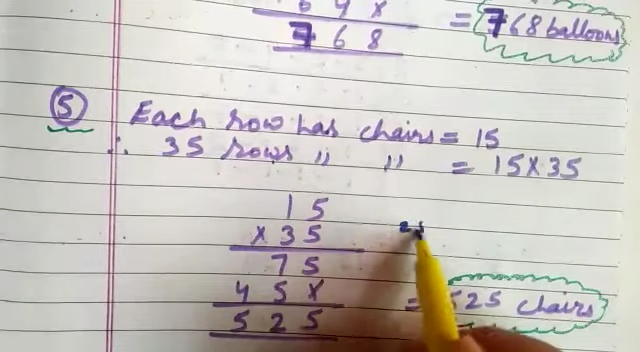 6 4 x
7 6 8 = 768 balloons
5 Each row has chairs = 15
∴ 35 rows " " = 15 x 35
1 5
x 3 5
7 5
4 5 x
5 2 5 = 525 chairs